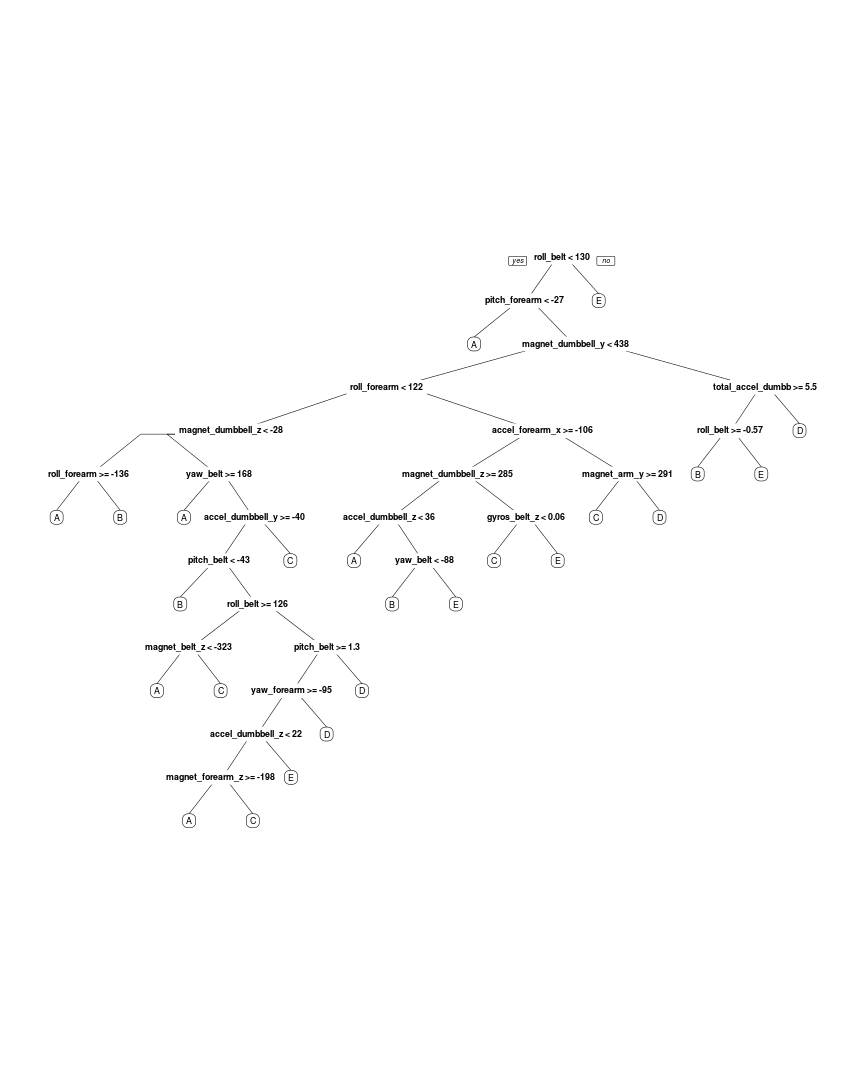 yes roll_belt < 130 no
pitch_forearm < -27 E
A magnet_dumbbell_y < 438
roll_forearm < 122 total_accel_dumbb >= 5.5
magnet_dumbbell_z < -28 accel_forearm_x >= -106 roll_belt >= -0.57 D
roll_forearm >= -136 yaw_belt >= 168 magnet_dumbbell_z >= 285 magnet_arm_y >= 291 B E
A B A accel_dumbbell_y >= -40 accel_dumbbell_z < 36 gyros_belt_z < 0.06 C D
pitch_belt < -43 C A yaw_belt < -88 C E
B roll_belt >= 126 B E
magnet_belt_z < -323 pitch_belt >= 1.3
A C yaw_forearm >= -95 D
accel_dumbbell_z < 22 D
magnet_forearm_z >= -198 E
A C